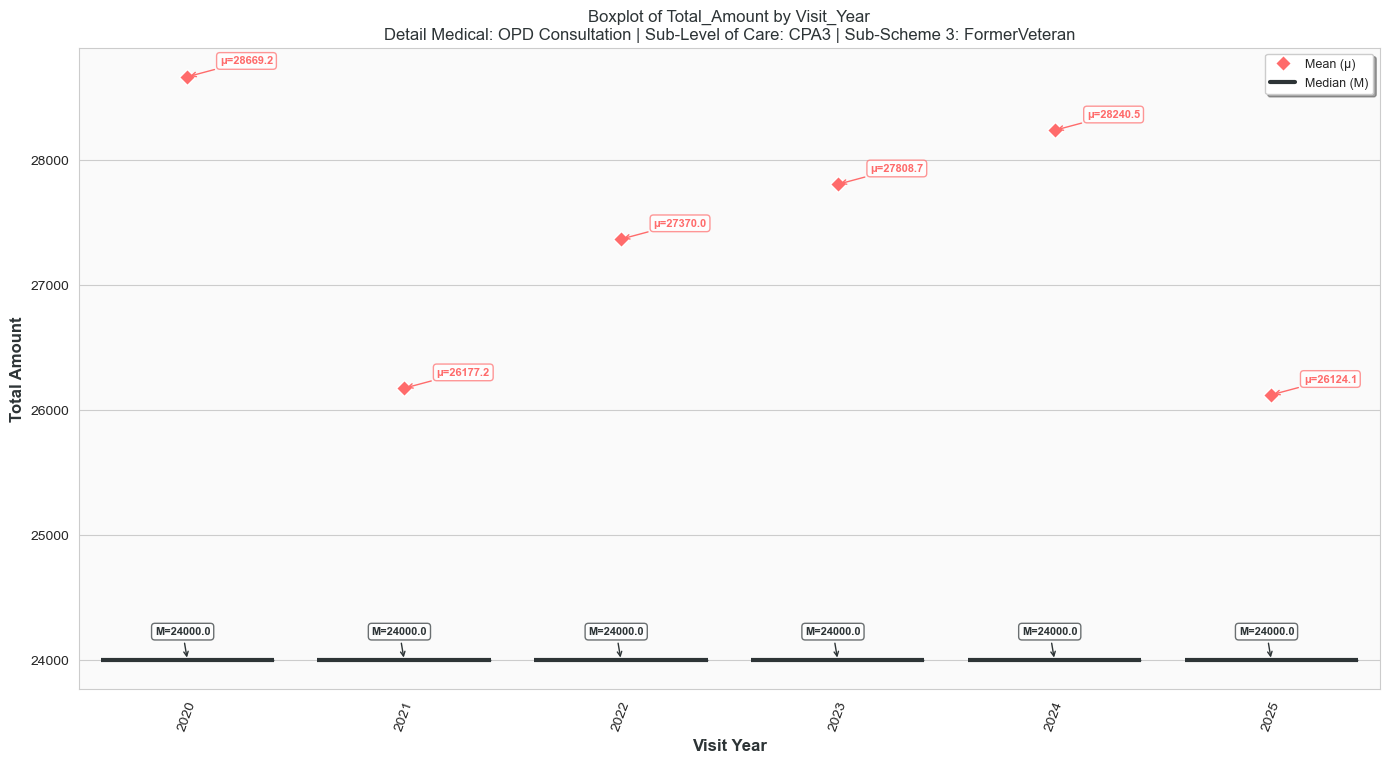 Boxplot of Total_Amount by Visit_Year
Detail Medical: OPD Consultation | Sub-Level of Care: CPA3 | Sub-Scheme 3: FormerVeteran
Mean (μ)
Median (M)
μ=28669.2
μ=26177.2
μ=27370.0
μ=27808.7
μ=28240.5
μ=26124.1
M=24000.0
M=24000.0
M=24000.0
M=24000.0
M=24000.0
M=24000.0
28000
27000
26000
25000
24000
Total Amount
2020
2021
2022
2023
2024
2025
Visit Year